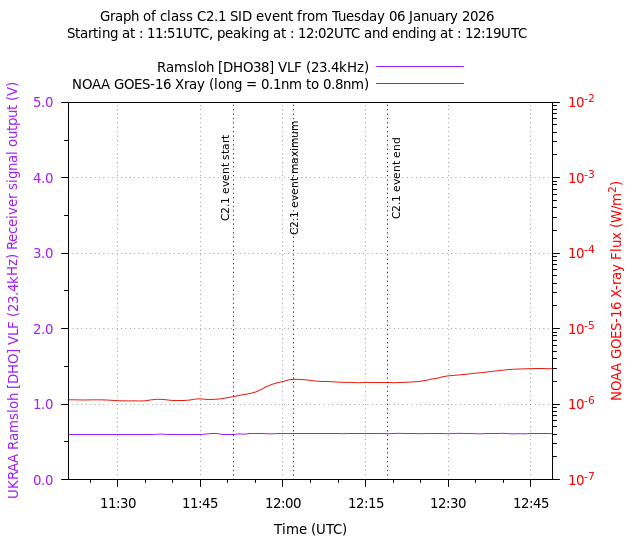 Graph of class C2.1 SID event from Tuesday 06 January 2026
Starting at : 11:51UTC, peaking at : 12:02UTC and ending at : 12:19UTC
Ramsloh [DHO38] VLF (23.4kHz)
NOAA GOES-16 Xray (long = 0.1nm to 0.8nm)
UKRAA Ramsloh [DHO] VLF (23.4kHz) Receiver signal output (V)
5.0
4.0
3.0
2.0
1.0
0.0
C2.1 event start
C2.1 event maximum
C2.1 event end
10^-2
10^-3
10^-4
10^-5
10^-6
10^-7
NOAA GOES-16 X-ray Flux (W/m²)
11:30 11:45 12:00 12:15 12:30 12:45
Time (UTC)